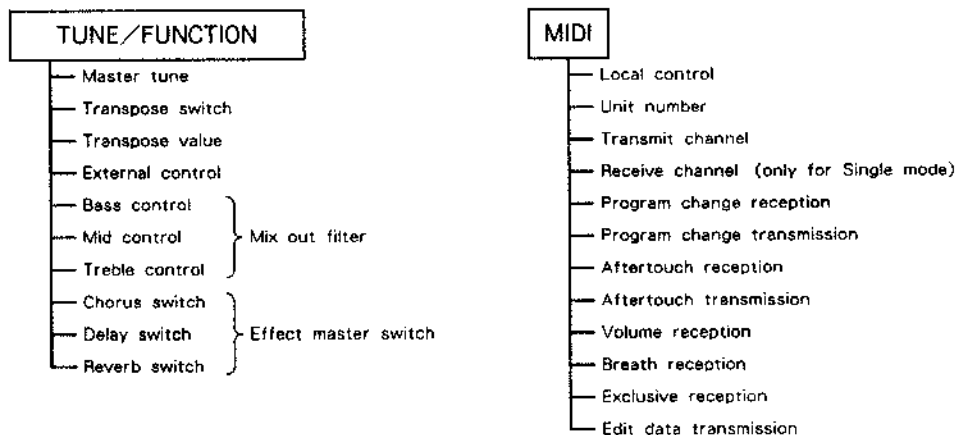 TUNE/FUNCTION
Master tune
Transpose switch
Transpose value
External control
Bass control
Mid control
Treble control
Mix out filter
Chorus switch
Delay switch
Reverb switch
Effect master switch
MIDI
Local control
Unit number
Transmit channel
Receive channel (only for Single mode)
Program change reception
Program change transmission
Aftertouch reception
Aftertouch transmission
Volume reception
Breath reception
Exclusive reception
Edit data transmission